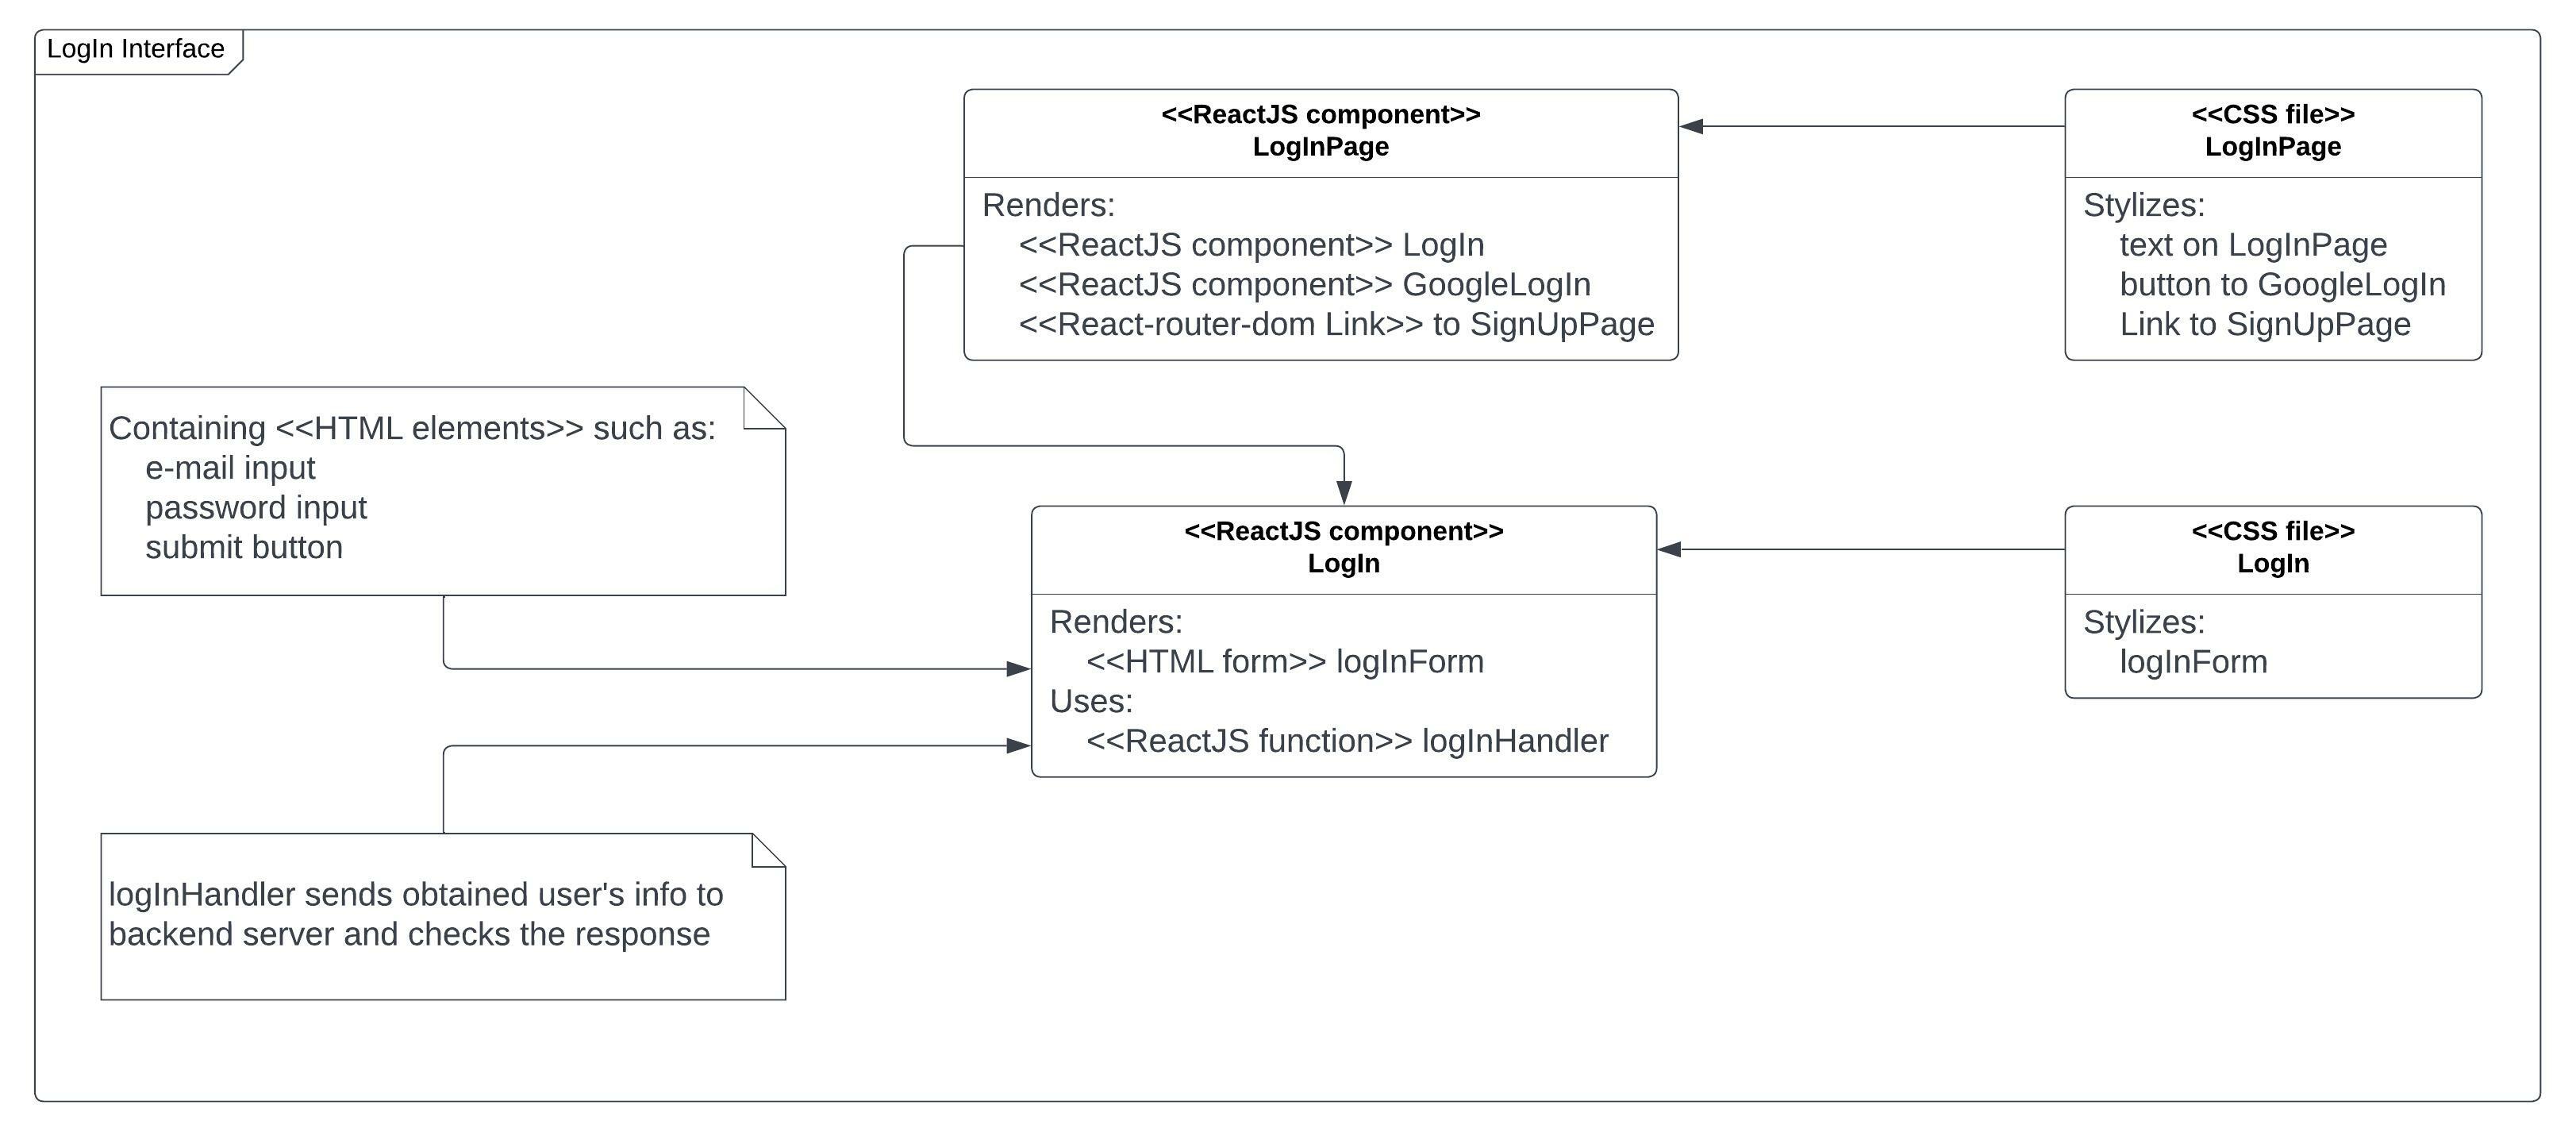 LogIn Interface
<<ReactJS component>>
LogInPage
Renders:
<<ReactJS component>> LogIn
<<ReactJS component>> GoogleLogIn
<<React-router-dom Link>> to SignUpPage
<<CSS file>>
LogInPage
Stylizes:
text on LogInPage
button to GoogleLogIn
Link to SignUpPage
Containing <<HTML elements>> such as:
e-mail input
password input
submit button
<<ReactJS component>>
LogIn
Renders:
<<HTML form>> logInForm
Uses:
<<ReactJS function>> logInHandler
<<CSS file>>
LogIn
Stylizes:
logInForm
logInHandler sends obtained user's info to
backend server and checks the response